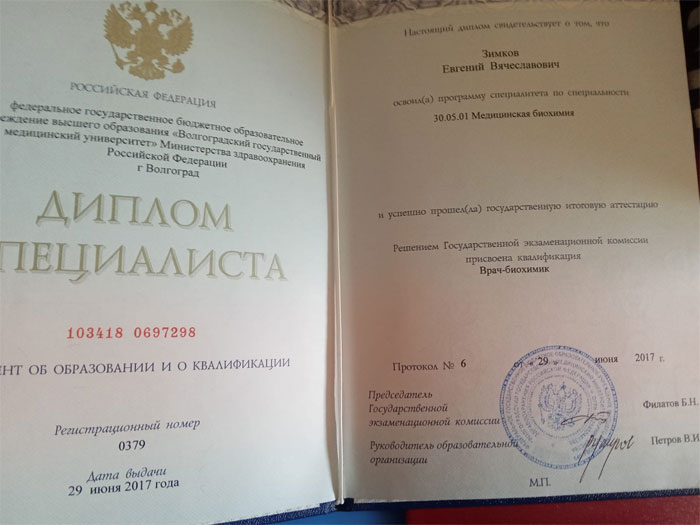 РОССИЙСКАЯ ФЕДЕРАЦИЯ
федеральное государственное бюджетное образовательное
реждение высшего образования «Волгоградский государственный
медицинский университет» Министерства здравоохранения
Российской Федерации
г Волгоград
ДИПЛОМ
ПЕЦИАЛИСТА
103418 0697298
ЕНТ ОБ ОБРАЗОВАНИИ И О КВАЛИФИКАЦИИ
Регистрационный номер
0379
Дата выдачи
29 июня 2017 года
Настоящий диплом свидетельствует о том, что
Зимков
Евгений Вячеславович
освоил(а) программу специалитета по специальности
30.05.01 Медицинская биохимия
и успешно прошел(ла) государственную итоговую аттестацию
Решением Государственной экзаменационной комиссии
присвоена квалификация
Врач-биохимик
Протокол № 6 « 29 » июня 2017 г.
Председатель
Государственной
экзаменационной комиссии
Филатов Б.Н.
Руководитель образовательной
организации
Петров В.И
М.П.